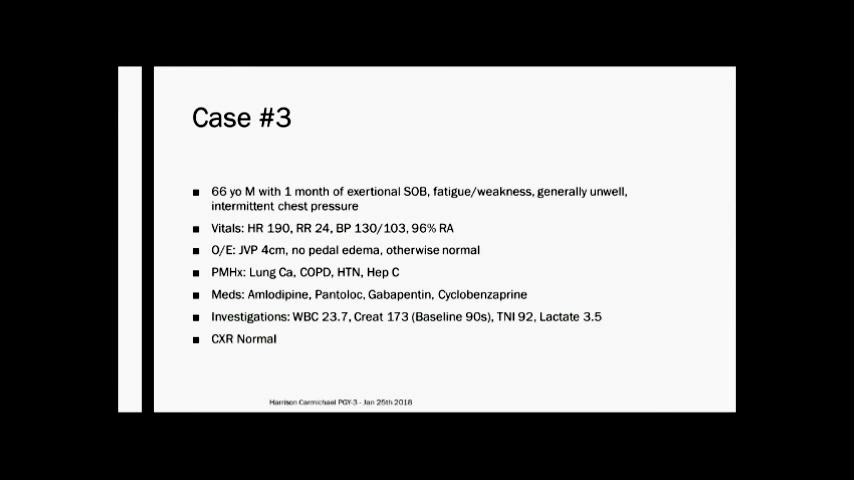 Case #3
■ 66 yo M with 1 month of exertional SOB, fatigue/weakness, generally unwell,
intermittent chest pressure
■ Vitals: HR 190, RR 24, BP 130/103, 96% RA
■ O/E: JVP 4cm, no pedal edema, otherwise normal
■ PMHx: Lung Ca, COPD, HTN, Hep C
■ Meds: Amlodipine, Pantoloc, Gabapentin, Cyclobenzaprine
■ Investigations: WBC 23.7, Creat 173 (Baseline 90s), TNI 92, Lactate 3.5
■ CXR Normal
Harrison Carmichael PGY-3 - Jan 25th 2018